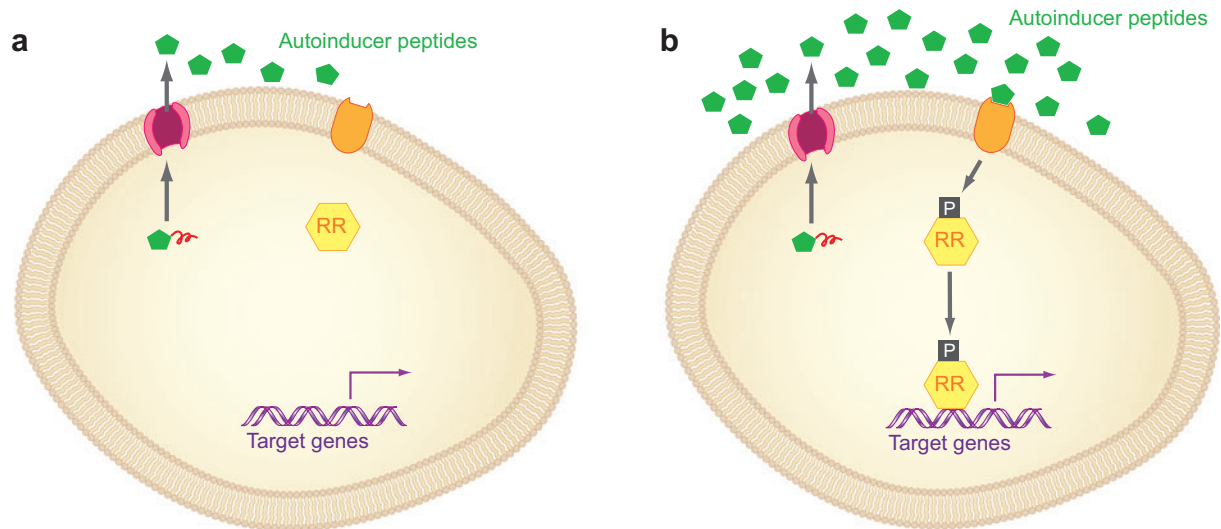 a
Autoinducer peptides
RR
Target genes
b
Autoinducer peptides
P
RR
P
RR
Target genes